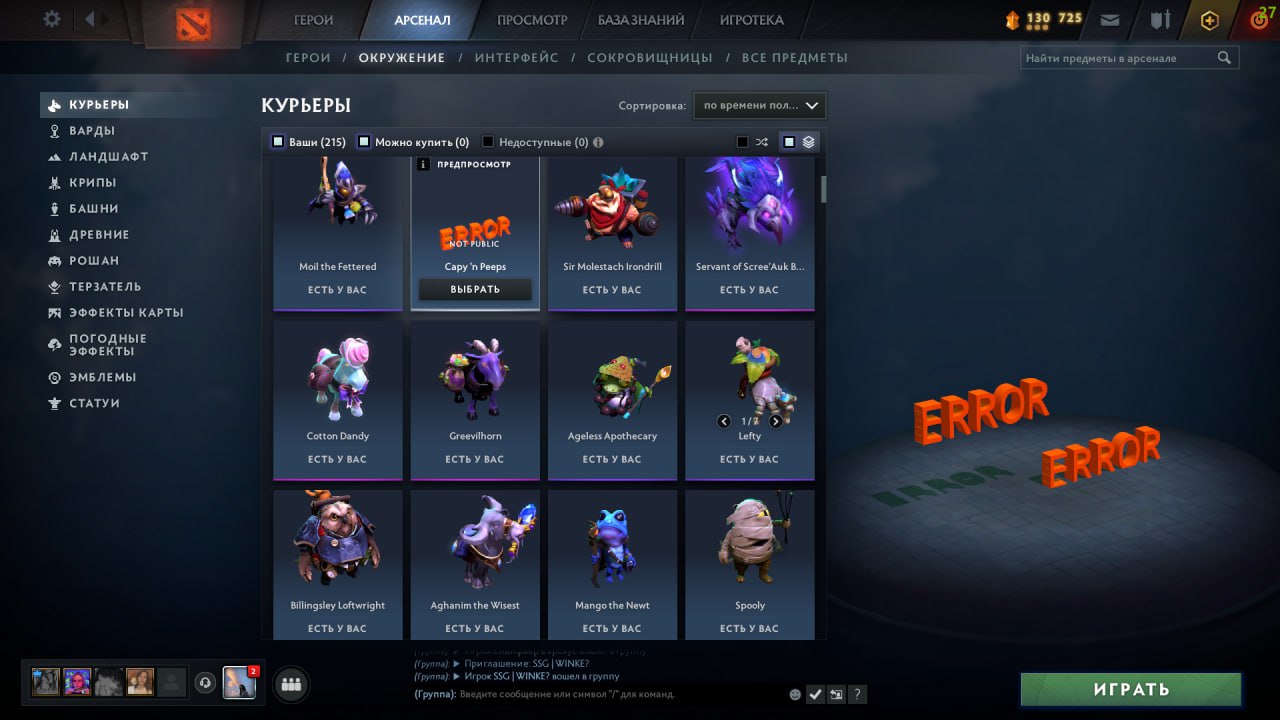 ГЕРОИ
АРСЕНАЛ
ПРОСМОТР
БАЗА ЗНАНИЙ
ИГРОТЕКА
130 725
27
ГЕРОИ / ОКРУЖЕНИЕ / ИНТЕРФЕЙС / СОКРОВИЩНИЦЫ / ВСЕ ПРЕДМЕТЫ
Найти предметы в арсенале
КУРЬЕРЫ
ВАРДЫ
ЛАНДШАФТ
КРИПЫ
БАШНИ
ДРЕВНИЕ
РОШАН
ТЕРЗАТЕЛЬ
ЭФФЕКТЫ КАРТЫ
ПОГОДНЫЕ
ЭФФЕКТЫ
ЭМБЛЕМЫ
СТАТУИ
КУРЬЕРЫ
Сортировка: по времени пол...
Ваши (215)
Можно купить (0)
Недоступные (0)
ПРЕДПРОСМОТР
ERROR
NOT PUBLIC
Moil the Fettered
Capy 'n Peeps
Sir Molestach Irondrill
Servant of Scree'Auk B...
ЕСТЬ У ВАС
ВЫБРАТЬ
ЕСТЬ У ВАС
ЕСТЬ У ВАС
1/7
Cotton Dandy
Greevilhorn
Ageless Apothecary
Lefty
ЕСТЬ У ВАС
ЕСТЬ У ВАС
ЕСТЬ У ВАС
ЕСТЬ У ВАС
Billingsley Loftwright
Aghanim the Wisest
Mango the Newt
Spooly
ЕСТЬ У ВАС
ЕСТЬ У ВАС
ЕСТЬ У ВАС
ЕСТЬ У ВАС
ERROR
ERROR
2
(Группа): Приглашение: SSG | WINKE?
(Группа): Игрок SSG | WINKE? вошел в группу
(Группа): Введите сообщение или символ "/" для команд.
?
ИГРАТЬ